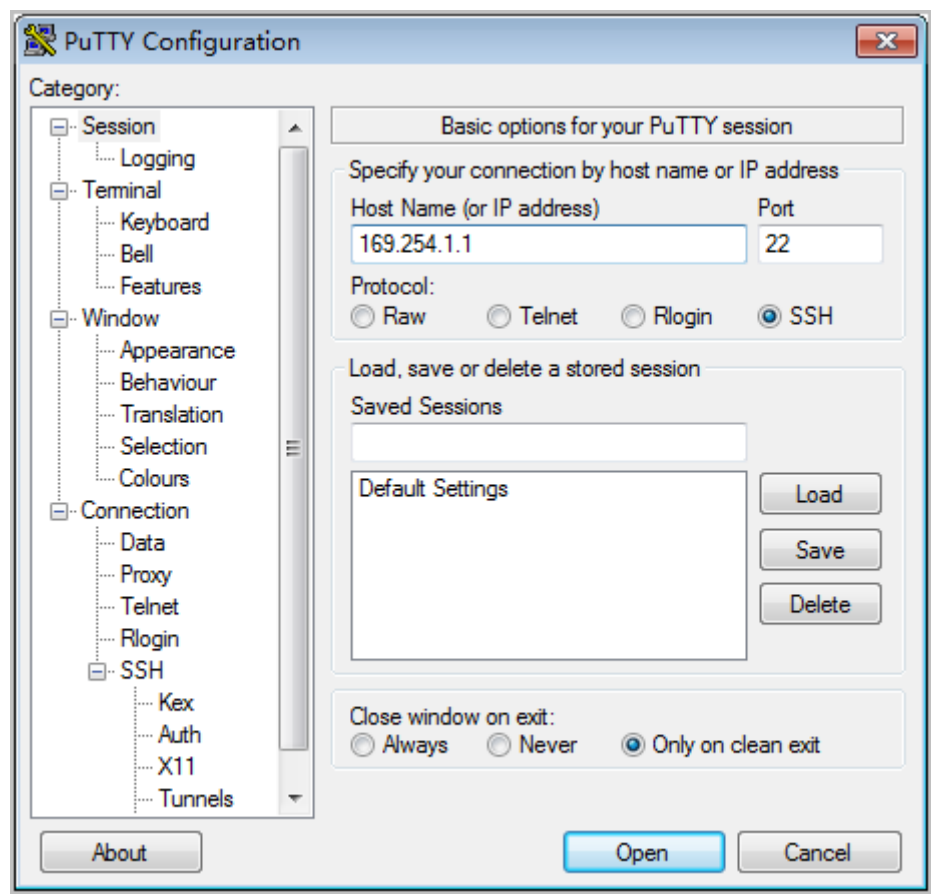 PuTTY Configuration
Category:
Session
Logging
Terminal
Keyboard
Bell
Features
Window
Appearance
Behaviour
Translation
Selection
Colours
Connection
Data
Proxy
Telnet
Rlogin
SSH
Kex
Auth
X11
Tunnels
Basic options for your PuTTY session
Specify your connection by host name or IP address
Host Name (or IP address) Port
169.254.1.1 22
Protocol:
Raw Telnet Rlogin SSH
Load, save or delete a stored session
Saved Sessions
Default Settings
Load
Save
Delete
Close window on exit:
Always Never Only on clean exit
About Open Cancel